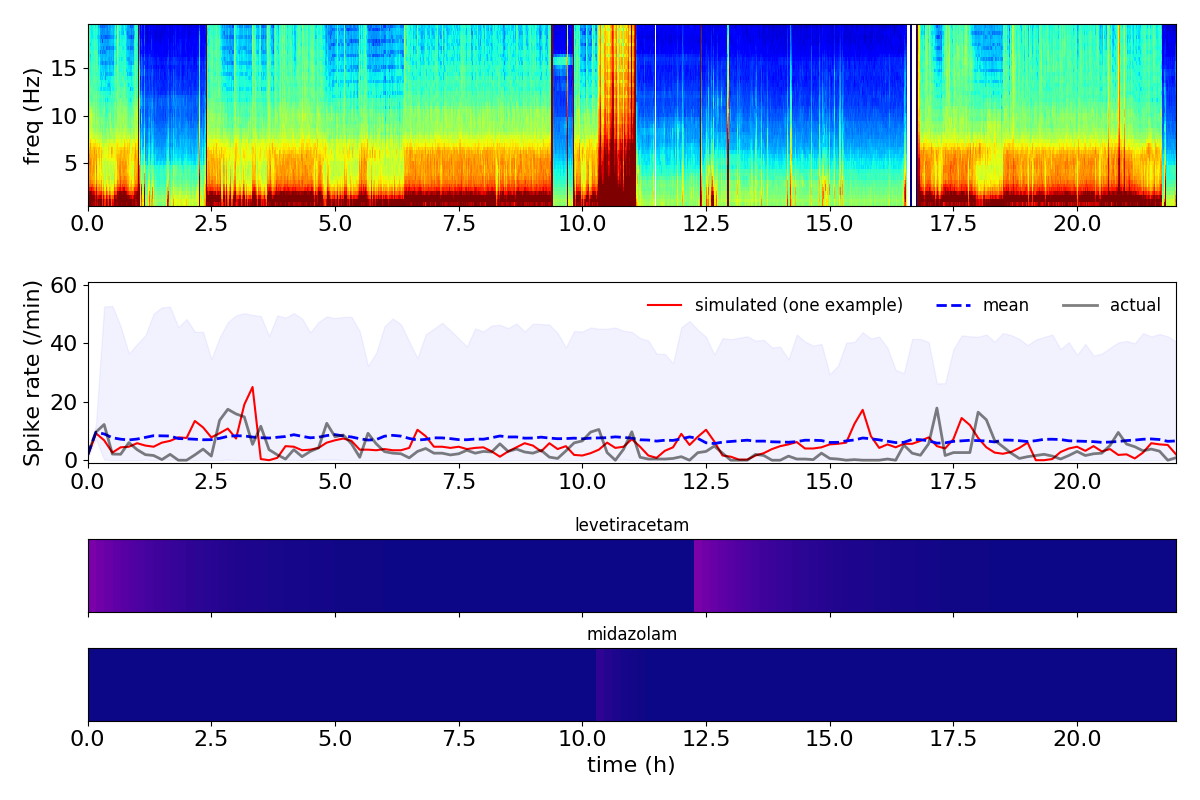 freq (Hz)
15
10
5
0.0 2.5 5.0 7.5 10.0 12.5 15.0 17.5 20.0
Spike rate (/min)
60
40
20
0
simulated (one example) mean actual
0.0 2.5 5.0 7.5 10.0 12.5 15.0 17.5 20.0
levetiracetam
midazolam
0.0 2.5 5.0 7.5 10.0 12.5 15.0 17.5 20.0
time (h)